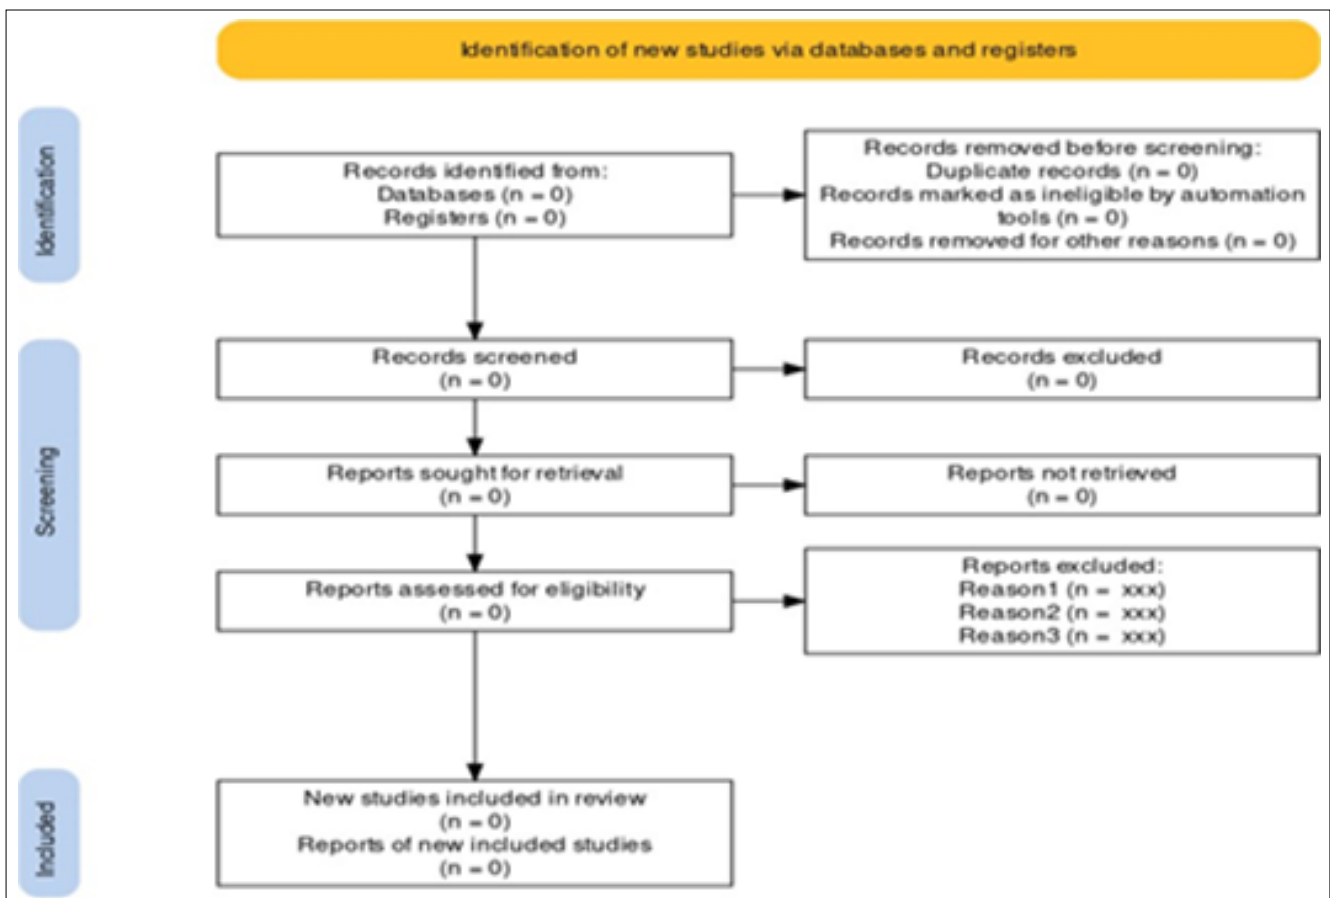 Identification of new studies via databases and registers
Identification
Records identified from:
Databases (n = 0)
Registers (n = 0)
Records removed before screening:
Duplicate records (n = 0)
Records marked as ineligible by automation
tools (n = 0)
Records removed for other reasons (n = 0)
Screening
Records screened
(n = 0)
Records excluded
(n = 0)
Reports sought for retrieval
(n = 0)
Reports not retrieved
(n = 0)
Reports assessed for eligibility
(n = 0)
Reports excluded:
Reason1 (n = xxx)
Reason2 (n = xxx)
Reason3 (n = xxx)
Included
New studies included in review
(n = 0)
Reports of new included studies
(n = 0)